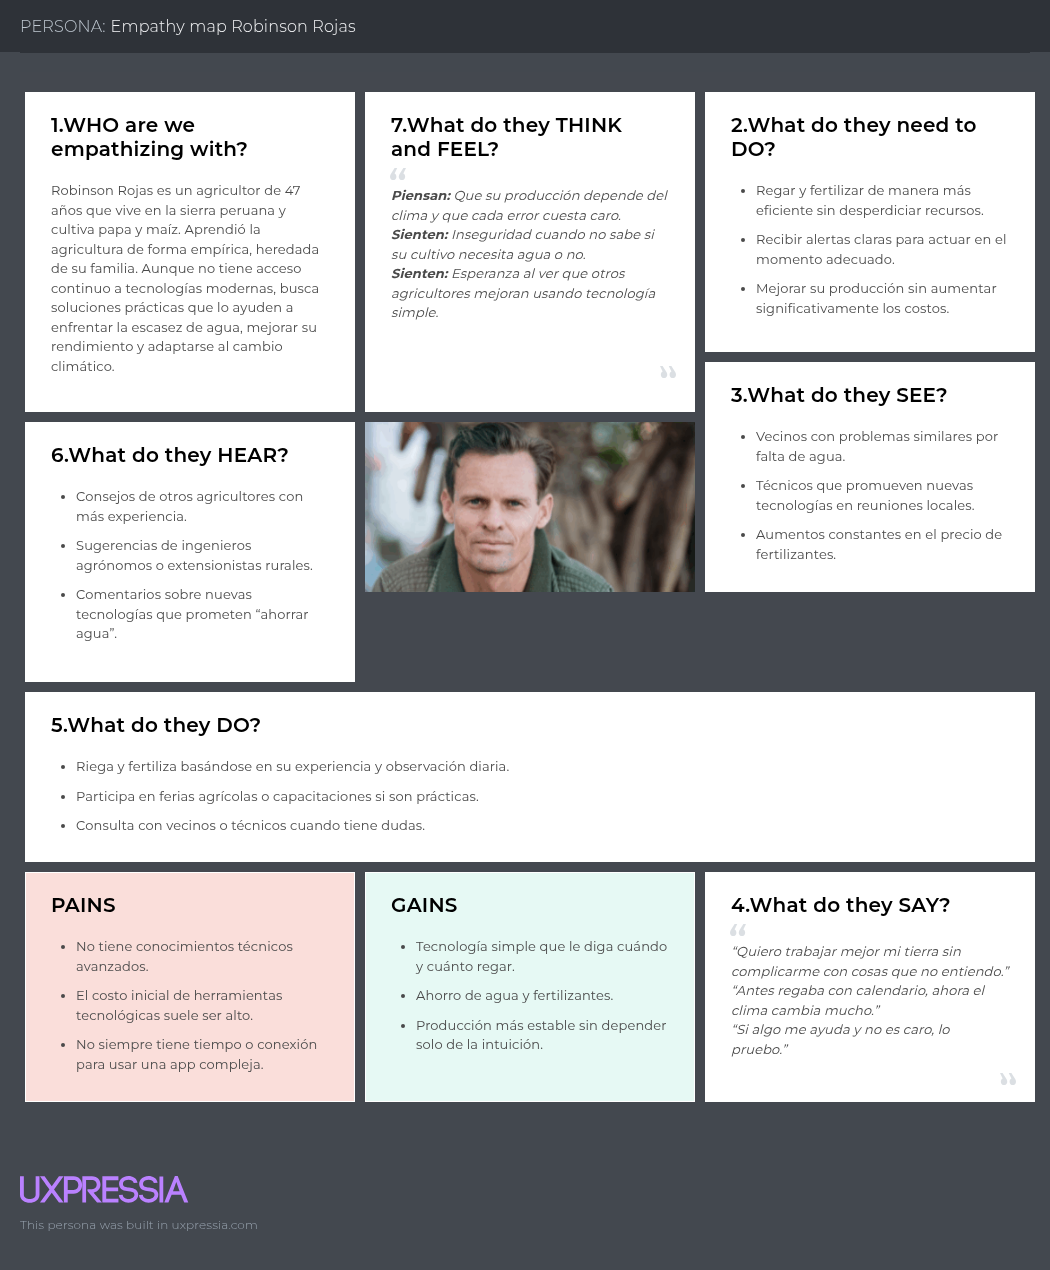 PERSONA: Empathy map Robinson Rojas
1.WHO are we
empathizing with?
Robinson Rojas es un agricultor de 47
años que vive en la sierra peruana y
cultiva papa y maíz. Aprendió la
agricultura de forma empírica, heredada
de su familia. Aunque no tiene acceso
continuo a tecnologías modernas, busca
soluciones prácticas que lo ayuden a
enfrentar la escasez de agua, mejorar su
rendimiento y adaptarse al cambio
climático.
7.What do they THINK
and FEEL?
“
Piensan: Que su producción depende del
clima y que cada error cuesta caro.
Sienten: Inseguridad cuando no sabe si
su cultivo necesita agua o no.
Sienten: Esperanza al ver que otros
agricultores mejoran usando tecnología
simple.
”
2.What do they need to
DO?
• Regar y fertilizar de manera más
eficiente sin desperdiciar recursos.
• Recibir alertas claras para actuar en el
momento adecuado.
• Mejorar su producción sin aumentar
significativamente los costos.
3.What do they SEE?
• Vecinos con problemas similares por
falta de agua.
• Técnicos que promueven nuevas
tecnologías en reuniones locales.
• Aumentos constantes en el precio de
fertilizantes.
6.What do they HEAR?
• Consejos de otros agricultores con
más experiencia.
• Sugerencias de ingenieros
agrónomos o extensionistas rurales.
• Comentarios sobre nuevas
tecnologías que prometen “ahorrar
agua”.
5.What do they DO?
• Riega y fertiliza basándose en su experiencia y observación diaria.
• Participa en ferias agrícolas o capacitaciones si son prácticas.
• Consulta con vecinos o técnicos cuando tiene dudas.
PAINS
• No tiene conocimientos técnicos
avanzados.
• El costo inicial de herramientas
tecnológicas suele ser alto.
• No siempre tiene tiempo o conexión
para usar una app compleja.
GAINS
• Tecnología simple que le diga cuándo
y cuánto regar.
• Ahorro de agua y fertilizantes.
• Producción más estable sin depender
solo de la intuición.
4.What do they SAY?
“
“Quiero trabajar mejor mi tierra sin
complicarme con cosas que no entiendo.”
“Antes regaba con calendario, ahora el
clima cambia mucho.”
“Si algo me ayuda y no es caro, lo
pruebo.”
”
UXPRESSIA
This persona was built in uxpressia.com